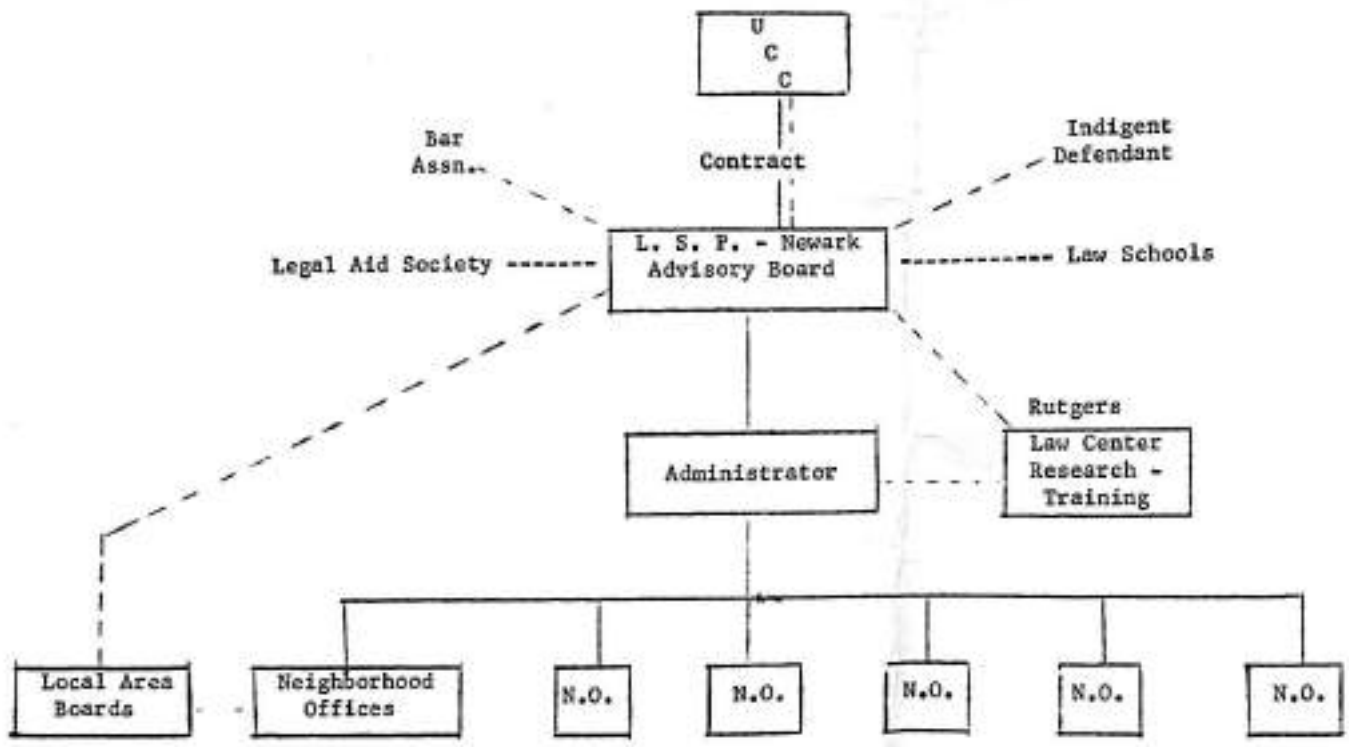 U
C
C
Contract
Bar
Assn.
Indigent
Defendant
Legal Aid Society
L. S. P. - Newark
Advisory Board
Law Schools
Rutgers
Law Center
Research -
Training
Administrator
Local Area
Boards
Neighborhood
Offices
N.O.
N.O.
N.O.
N.O.
N.O.